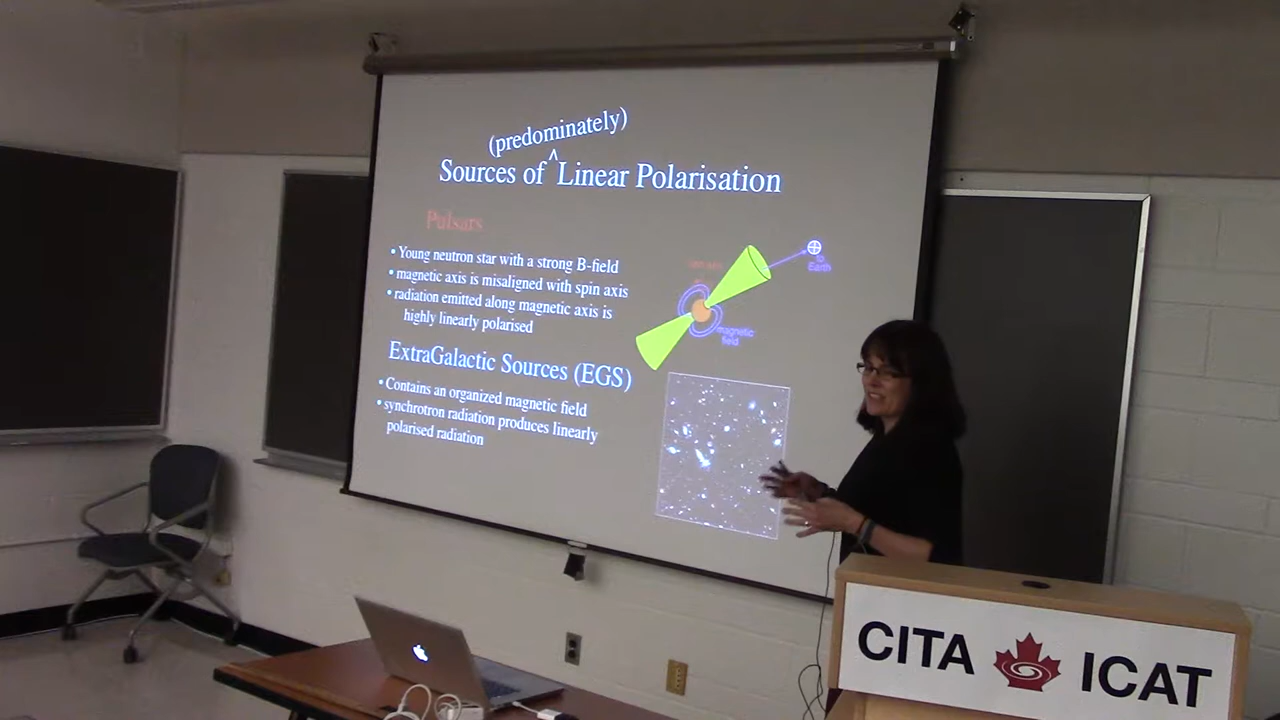 (predominately)
Sources of ^ Linear Polarisation
Pulsars
• Young neutron star with a strong B-field
• magnetic axis is misaligned with spin axis
• radiation emitted along magnetic axis is
highly linearly polarised
to
Earth
magnetic
field
ExtraGalactic Sources (EGS)
• Contains an organized magnetic field
• synchrotron radiation produces linearly
polarised radiation
CITA ICAT